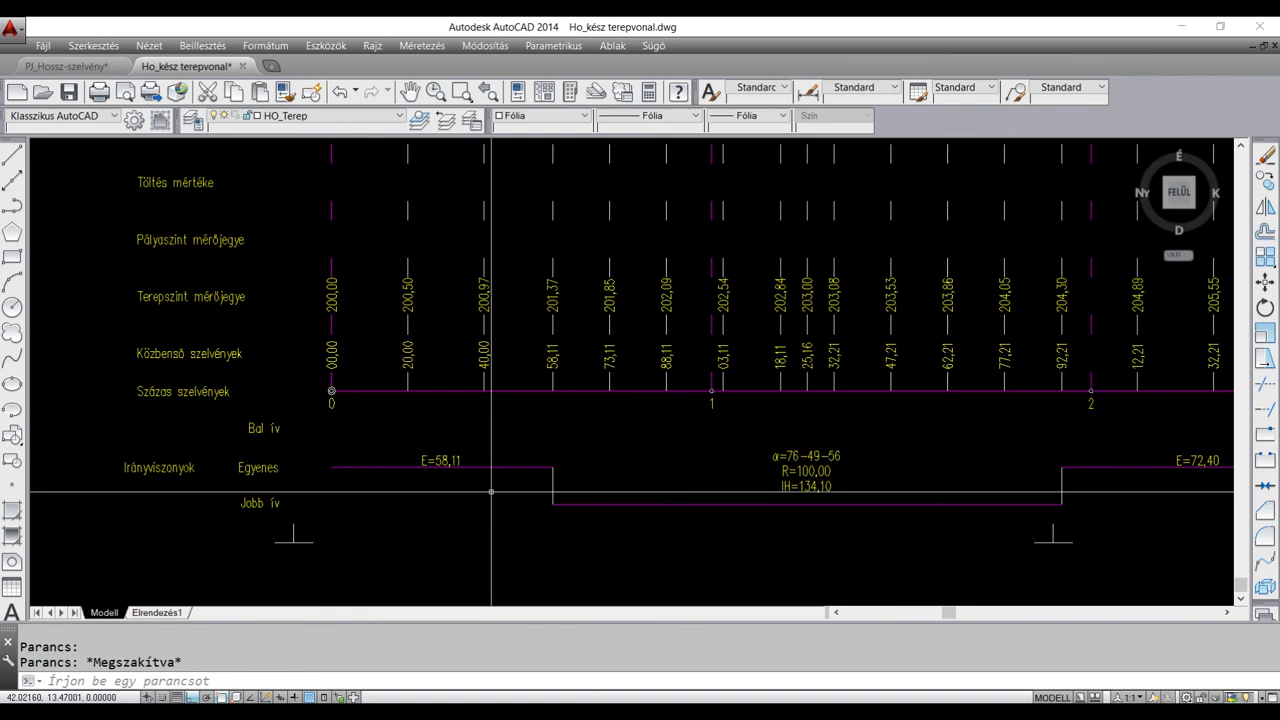 Autodesk AutoCAD 2014 Ho_kész terepvonal.dwg
Fájl Szerkesztés Nézet Beillesztés Formátum Eszközök Rajz Méretezés Módosítás Parametrikus Ablak Súgó
PJ_Hossz-szelvény* Ho_kész terepvonal*
Standarc Standard Standard Standard
Klasszikus AutoCAD HO_Terep Fólia Fólia Fólia Szín
É
Ny FELÜL K
D
VKR
Töltés mértéke
Pályaszint mérőjegye
Terepszint mérőjegye 200,00 200,50 200,97 201,37 201,85 202,09 202,54 202,84 203,00 203,08 203,53 203,86 204,05 204,30 204,89 205,55
Közbenső szelvények 00,00 20,00 40,00 58,11 73,11 88,11 03,11 18,11 25,16 32,21 47,21 62,21 77,21 92,21 12,21 32,21
Százas szelvények
0 1 2
Bal ív
Irányviszonyok Egyenes E=58,11 α=76-49-56 E=72,40
R=100,00
IH=134,10
Jobb ív
Modell Elrendezés1
Parancs:
Parancs: *Megszakítva*
Írjon be egy parancsot
42.02160, 13.47001, 0.00000 MODELL 1:1